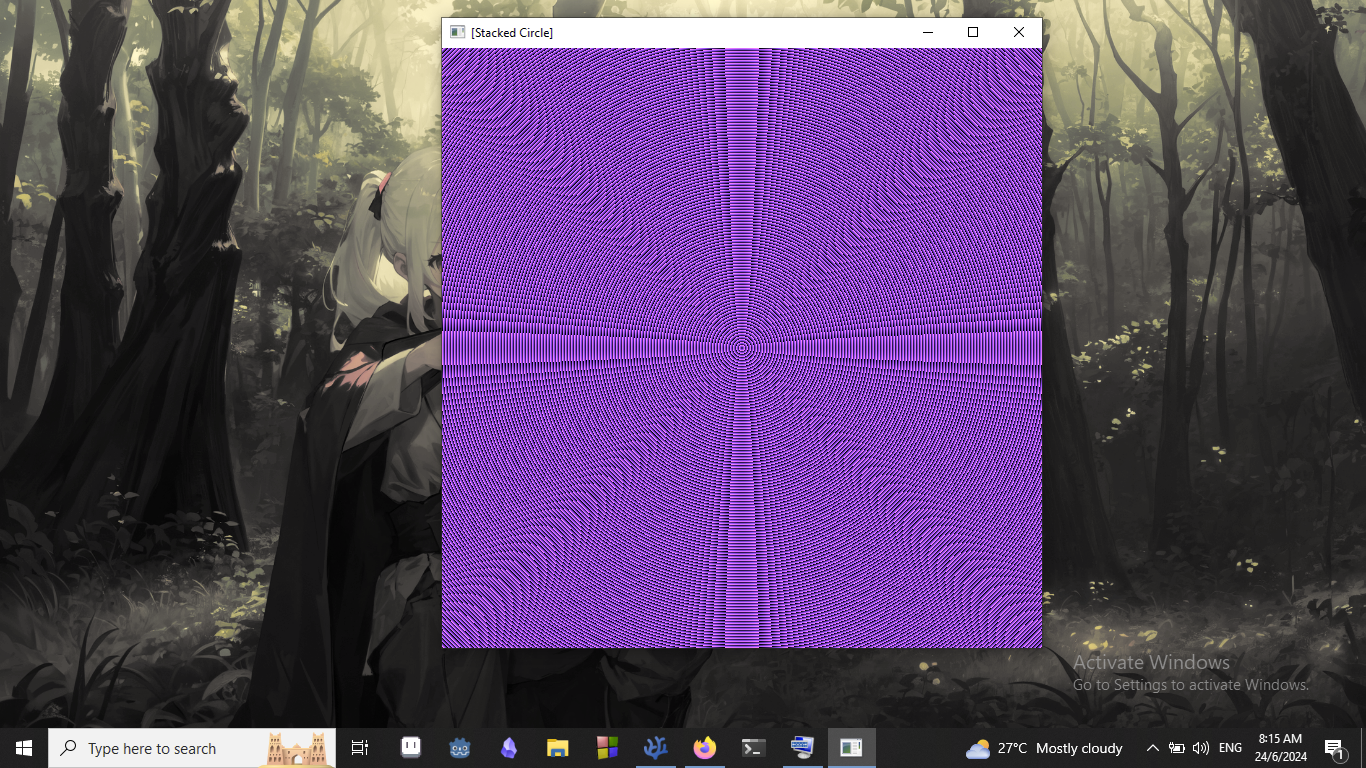 [Stacked Circle]
Activate Windows
Go to Settings to activate Windows.
Type here to search
27°C Mostly cloudy
ENG
8:15 AM
24/6/2024
1